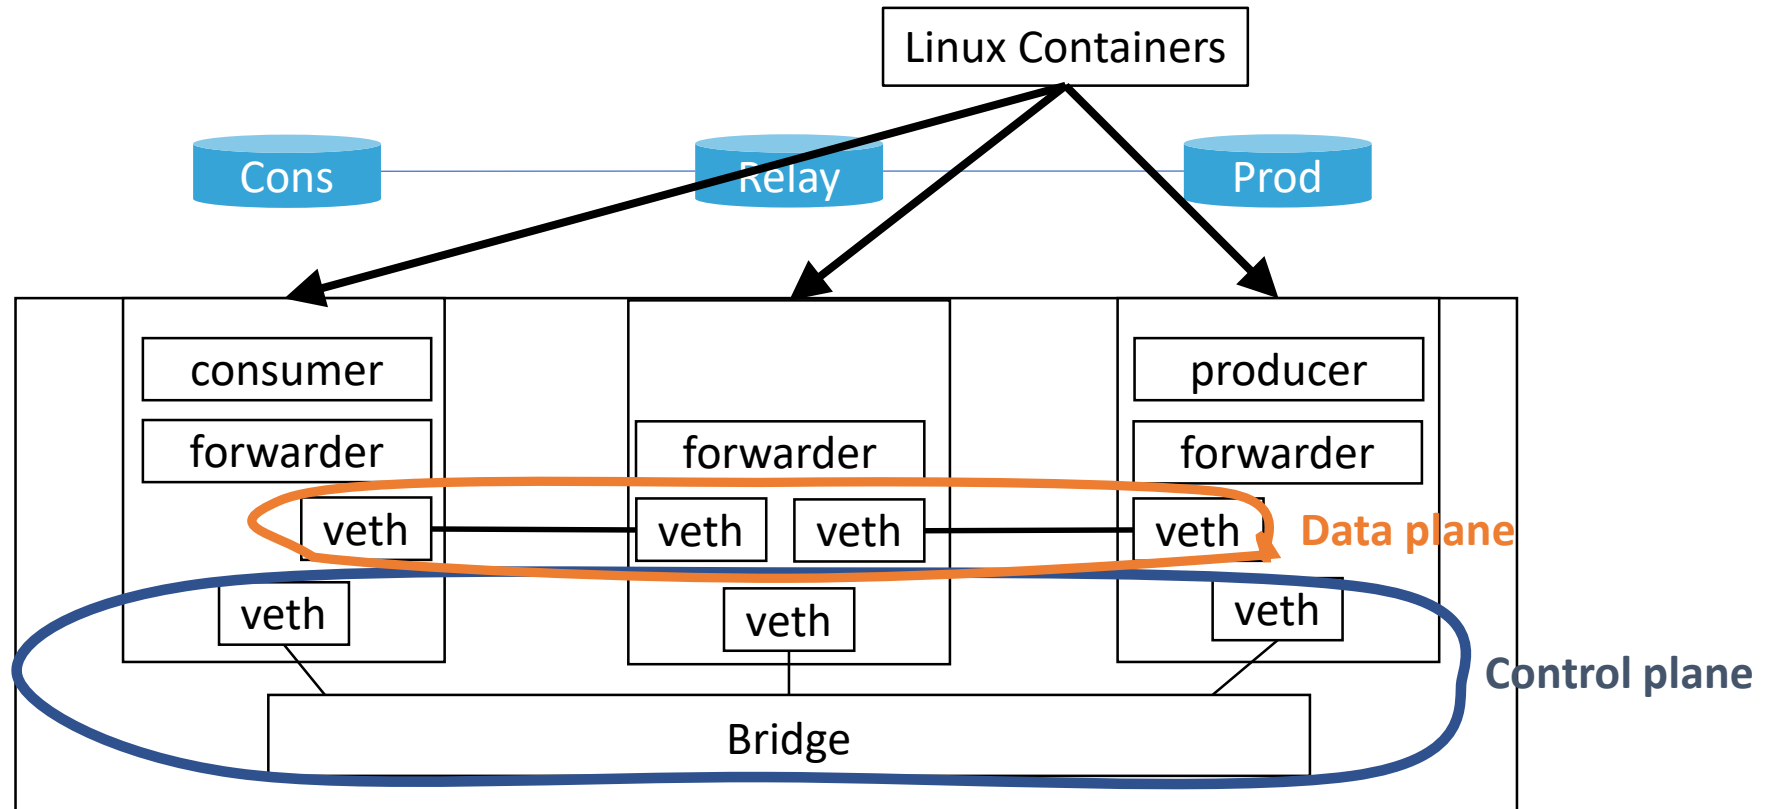 Linux Containers
Cons
Relay
Prod
consumer
producer
forwarder
forwarder
forwarder
veth
veth
veth
veth
Data plane
veth
veth
veth
Control plane
Bridge